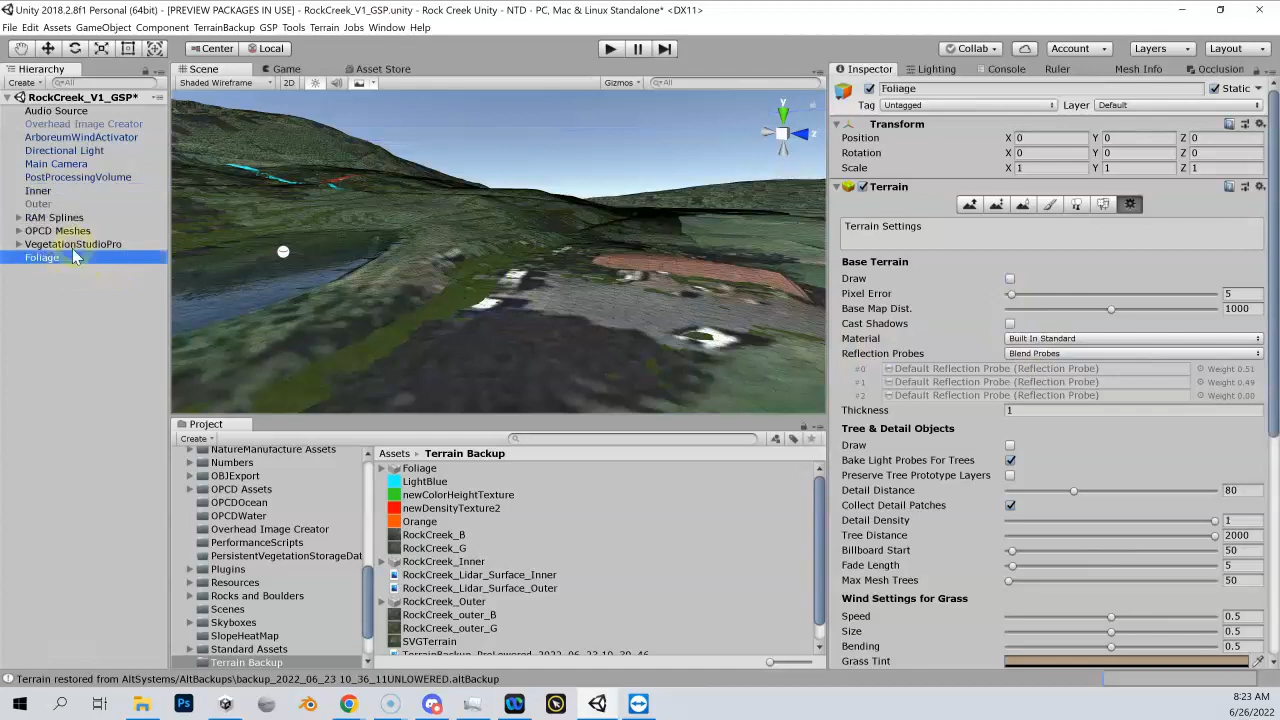 Unity 2018.2.8f1 Personal (64bit) - [PREVIEW PACKAGES IN USE] - RockCreek_V1_GSP.unity - Rock Creek Unity - NTD - PC, Mac & Linux Standalone* <DX11>
File Edit Assets GameObject Component TerrainBackup GSP Tools Terrain Jobs Window Help
Center Local Collab Account Layers Layout
Hierarchy
Create All
RockCreek_V1_GSP*
Audio Source
Overhead Image Creator
ArboreumWindActivator
Directional Light
Main Camera
PostProcessingVolume
Inner
Outer
RAM Splines
OPCD Meshes
VegetationStudioPro
Foliage
Scene Game Asset Store
Shaded Wireframe 2D Gizmos All
y
z
Project
Create
NatureManufacture Assets
Numbers
OBJExport
OPCD Assets
OPCDOcean
OPCDWater
Overhead Image Creator
PerformanceScripts
PersistentVegetationStorageDat
Plugins
Resources
Rocks and Boulders
Scenes
Skyboxes
SlopeHeatMap
Standard Assets
Terrain Backup
Assets Terrain Backup
Foliage
LightBlue
newColorHeightTexture
newDensityTexture2
Orange
RockCreek_B
RockCreek_G
RockCreek_Inner
RockCreek_Lidar_Surface_Inner
RockCreek_Lidar_Surface_Outer
RockCreek_Outer
RockCreek_outer_B
RockCreek_outer_G
SVGTerrain
TerrainBackup_PreLowered_2022_06_23 10_30_46
Inspector Lighting Console Ruler Mesh Info Occlusion
Foliage Static
Tag Untagged Layer Default
Transform
Position X 0 Y 0 Z 0
Rotation X 0 Y 0 Z 0
Scale X 1 Y 1 Z 1
Terrain
Terrain Settings
Base Terrain
Draw
Pixel Error 5
Base Map Dist. 1000
Cast Shadows
Material Built In Standard
Reflection Probes Blend Probes
#0 Default Reflection Probe (Reflection Probe) Weight 0.51
#1 Default Reflection Probe (Reflection Probe) Weight 0.49
#2 Default Reflection Probe (Reflection Probe) Weight 0.00
Thickness 1
Tree & Detail Objects
Draw
Bake Light Probes For Trees
Preserve Tree Prototype Layers
Detail Distance 80
Collect Detail Patches
Detail Density 1
Tree Distance 2000
Billboard Start 50
Fade Length 5
Max Mesh Trees 50
Wind Settings for Grass
Speed 0.5
Size 0.5
Bending 0.5
Grass Tint
Terrain restored from AltSystems/AltBackups\backup_2022_06_23 10_36_11UNLOWERED.altBackup
Ps
8:23 AM
6/26/2022